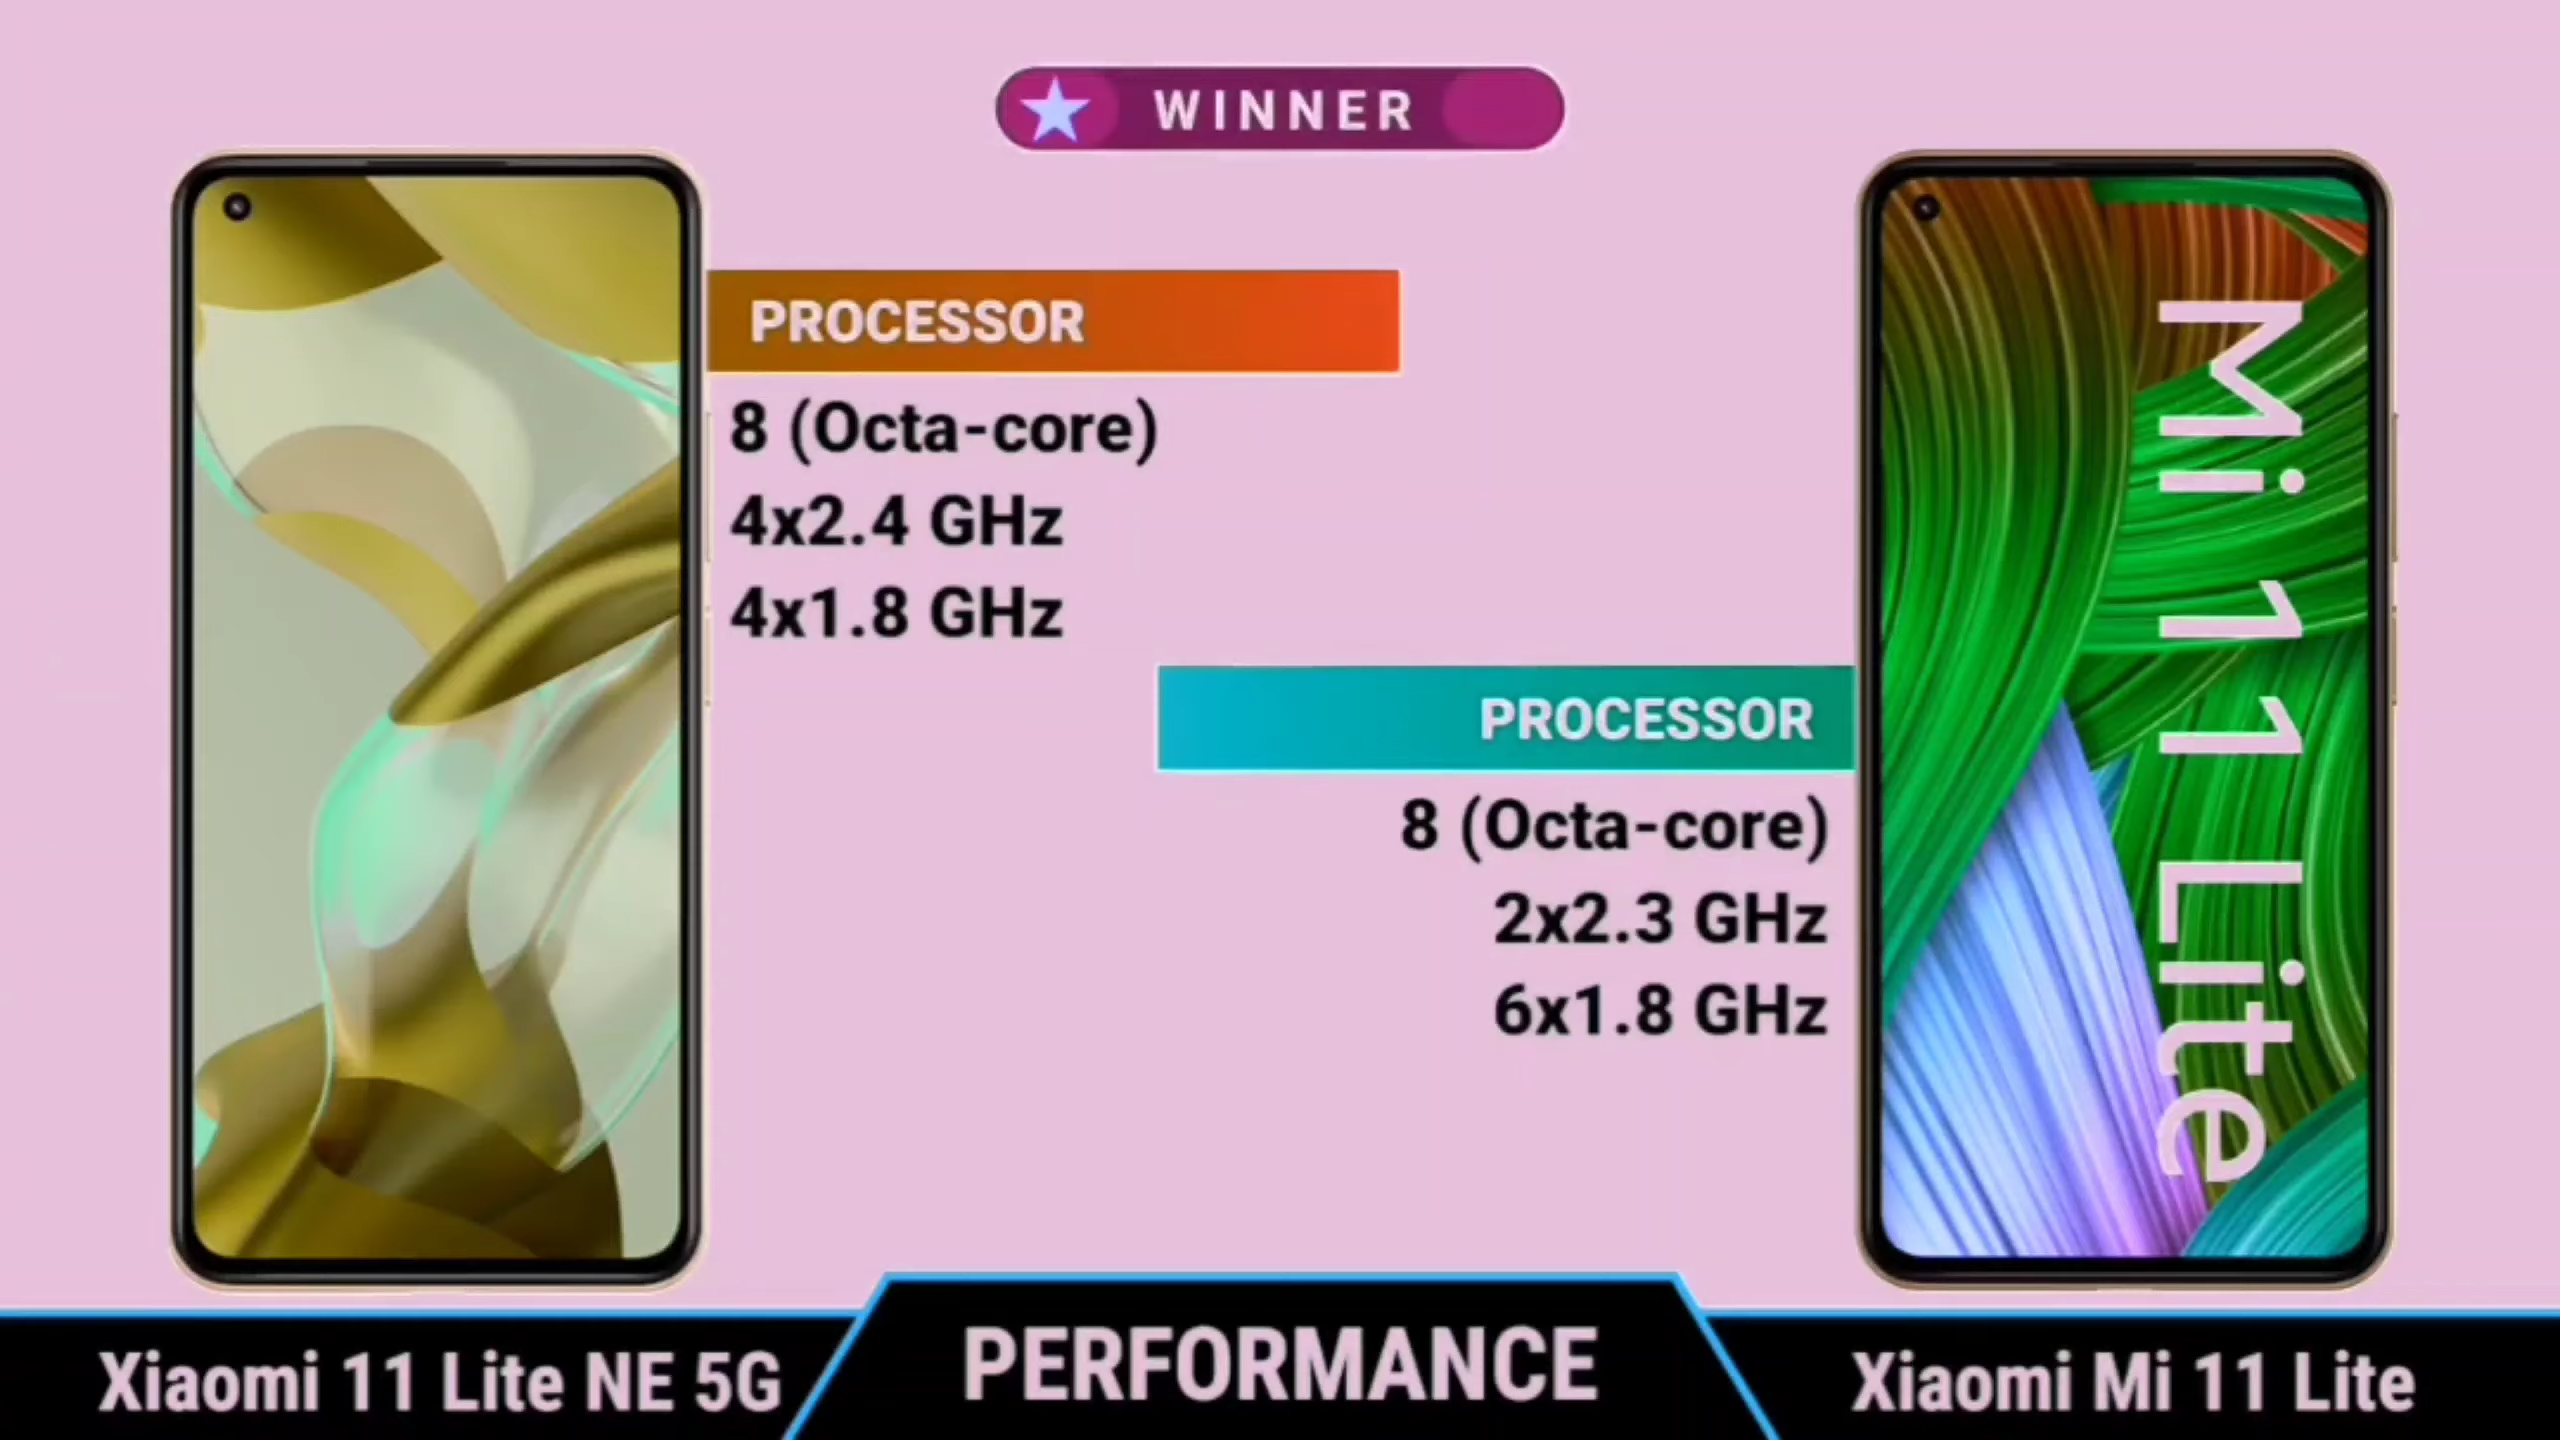 WINNER
PROCESSOR
8 (Octa-core)
4x2.4 GHz
4x1.8 GHz
PROCESSOR
8 (Octa-core)
2x2.3 GHz
6x1.8 GHz
Mi 11 Lite
Xiaomi 11 Lite NE 5G
PERFORMANCE
Xiaomi Mi 11 Lite